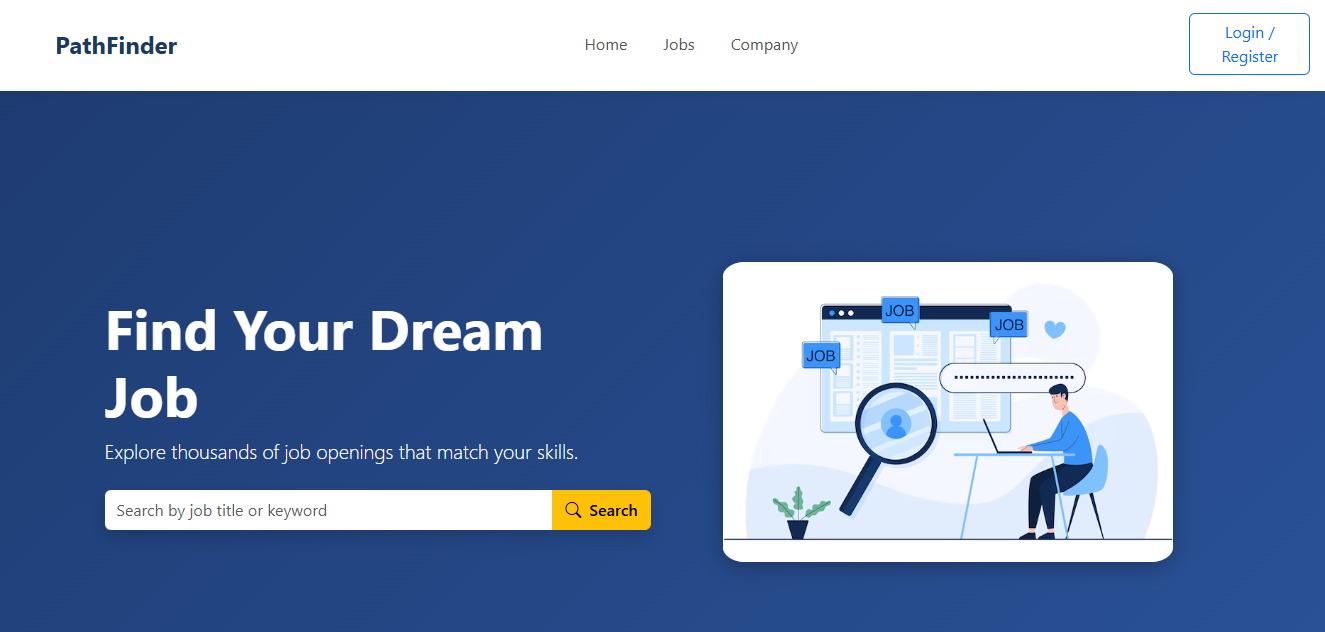 PathFinder
Home Jobs Company
Login /
Register
Find Your Dream
Job
Explore thousands of job openings that match your skills.
Search by job title or keyword
Search
JOB
JOB
JOB